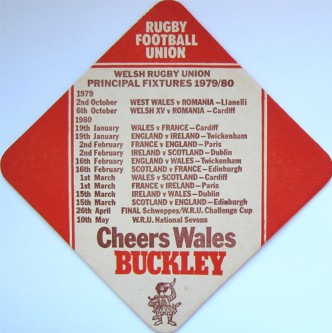 RUGBY
FOOTBALL
UNION
WELSH RUGBY UNION
PRINCIPAL FIXTURES 1979/80
1979
2nd October WEST WALES v ROMANIA–Llanelli
6th October WELSH XV v ROMANIA–Cardiff
1980
19th January WALES v FRANCE–Cardiff
19th January ENGLAND v IRELAND–Twickenham
2nd February FRANCE v ENGLAND–Paris
2nd February IRELAND v SCOTLAND–Dublin
16th February ENGLAND v WALES–Twickenham
16th February SCOTLAND v FRANCE–Edinburgh
1st March WALES v SCOTLAND–Cardiff
1st March FRANCE v IRELAND–Paris
15th March IRELAND v WALES–Dublin
15th March SCOTLAND v ENGLAND–Edinburgh
26th April FINAL Schweppes/W.R.U. Challenge Cup
10th May W.R.U. National Sevens
Cheers Wales
BUCKLEY